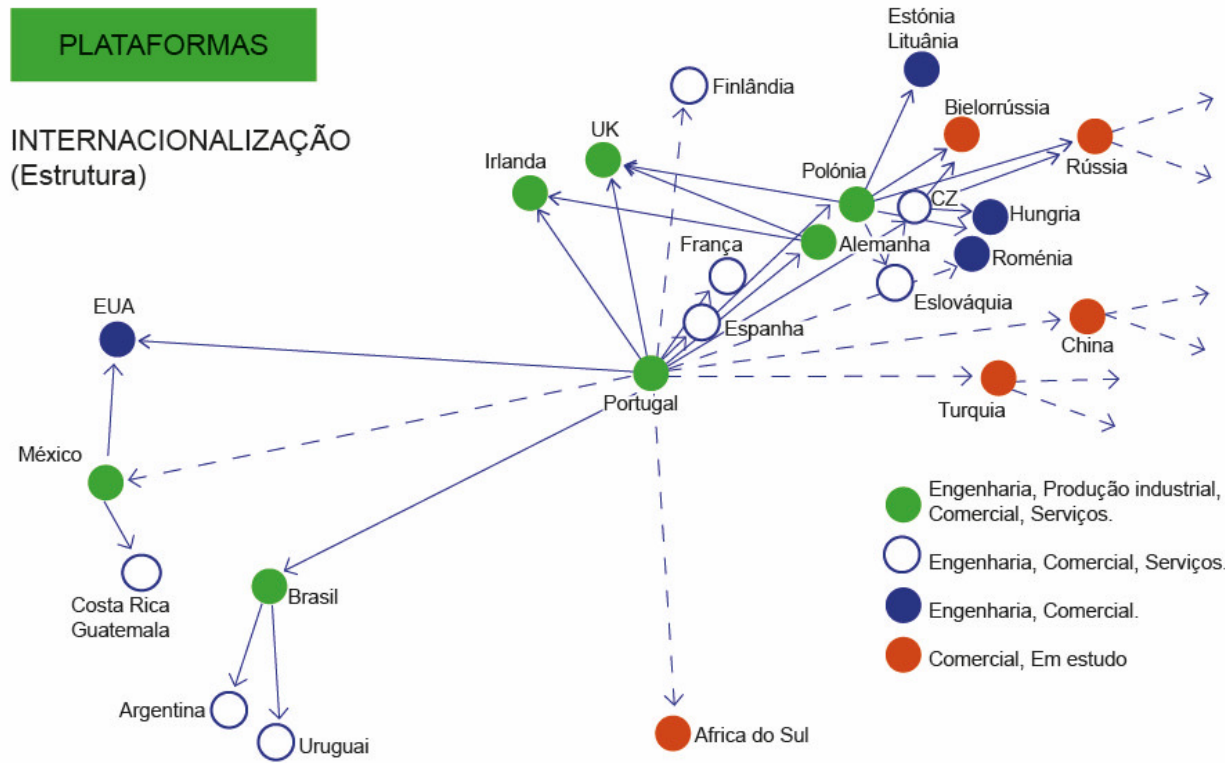 PLATAFORMAS
INTERNACIONALIZAÇÃO
(Estrutura)
Estónia
Lituânia
Finlândia
Bielorrússia
UK
Irlanda
Polónia
Rússia
CZ
Hungria
França
Alemanha
Roménia
Eslováquia
EUA
Espanha
China
Portugal
Turquia
México
Engenharia, Produção industrial,
Comercial, Serviços.
Engenharia, Comercial, Serviços.
Costa Rica
Guatemala
Brasil
Engenharia, Comercial.
Comercial, Em estudo
Argentina
Uruguai
Africa do Sul